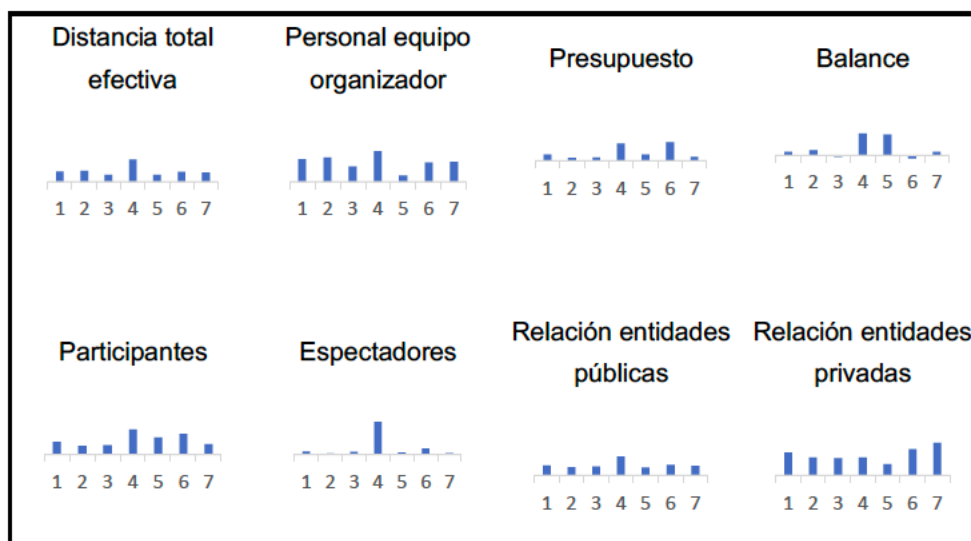 Distancia total
efectiva
1 2 3 4 5 6 7
Personal equipo
organizador
1 2 3 4 5 6 7
Presupuesto
1 2 3 4 5 6 7
Balance
1 2 3 4 5 6 7
Participantes
1 2 3 4 5 6 7
Espectadores
1 2 3 4 5 6 7
Relación entidades
públicas
1 2 3 4 5 6 7
Relación entidades
privadas
1 2 3 4 5 6 7